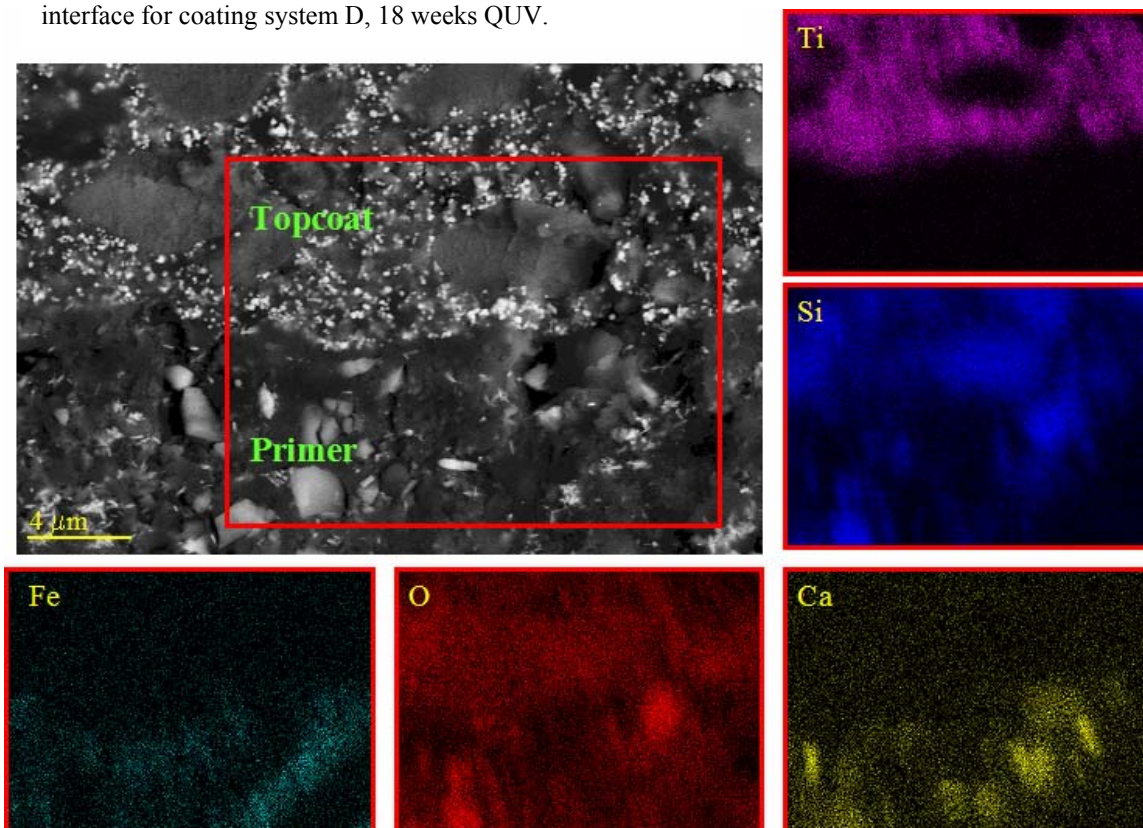 interface for coating system D, 18 weeks QUV.
Ti
Topcoat
Si
Primer
4 μm
Fe
O
Ca